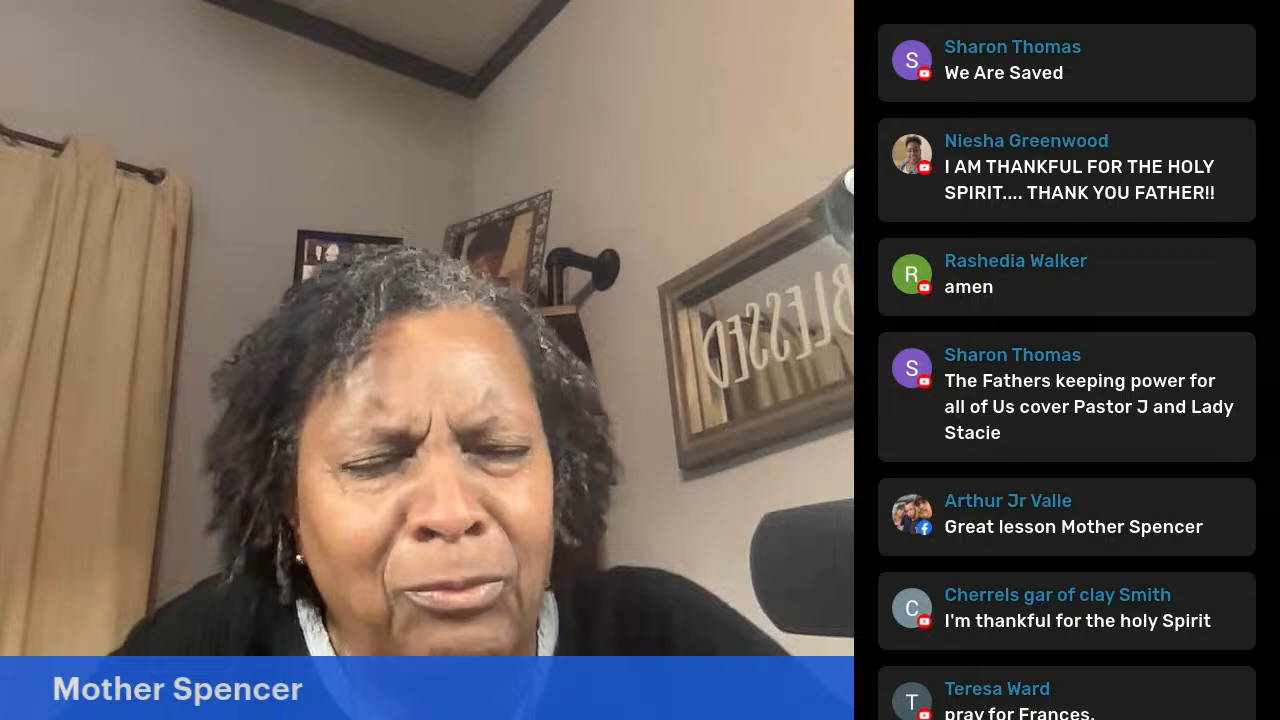 BLESSED
Mother Spencer
S
Sharon Thomas
We Are Saved
Niesha Greenwood
I AM THANKFUL FOR THE HOLY
SPIRIT.... THANK YOU FATHER!!
R
Rashedia Walker
amen
S
Sharon Thomas
The Fathers keeping power for
all of Us cover Pastor J and Lady
Stacie
Arthur Jr Valle
Great lesson Mother Spencer
C
Cherrels gar of clay Smith
I'm thankful for the holy Spirit
T
Teresa Ward
pray for Frances.